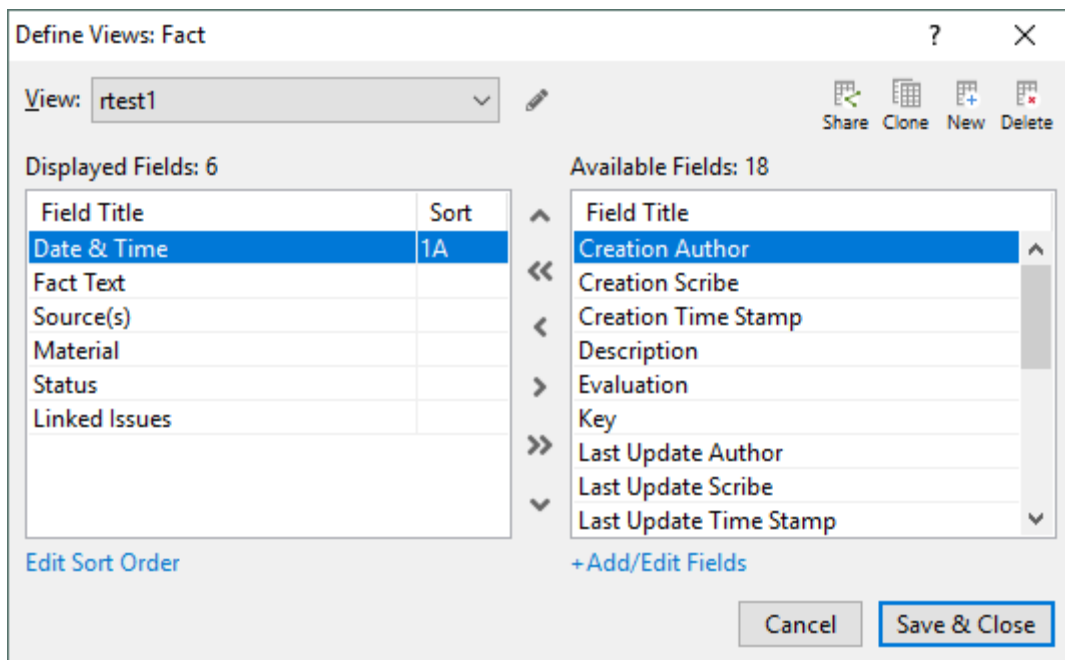 Define Views: Fact
?
View: rtest1
Share Clone New Delete
Displayed Fields: 6
Field Title Sort
Date & Time 1A
Fact Text
Source(s)
Material
Status
Linked Issues
Edit Sort Order
Available Fields: 18
Field Title
Creation Author
Creation Scribe
Creation Time Stamp
Description
Evaluation
Key
Last Update Author
Last Update Scribe
Last Update Time Stamp
+Add/Edit Fields
Cancel Save & Close